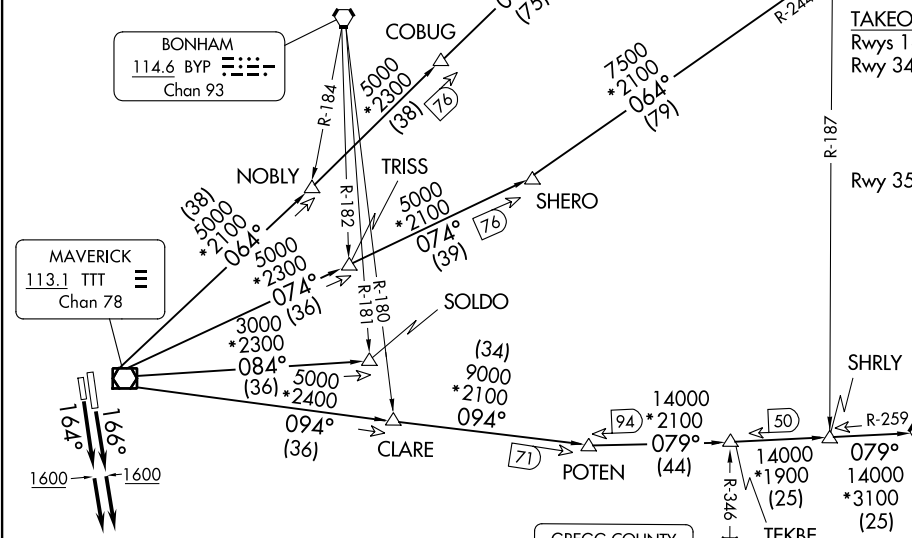 (75)
R-244
TAKEO
Rwys 1
Rwy 34
Rwy 35
BONHAM
114.6 BYP
Chan 93
COBUG
5000
*2300
(38)
76
7500
*2100
064°
(79)
R-184
R-187
NOBLY
TRISS
R-182
(38)
5000
*2100
064°
5000
*2100
074°
(39)
76
SHERO
MAVERICK
113.1 TTT
Chan 78
5000
*2300
074°
(36)
R-181
R-180
SOLDO
3000
*2300
084°
(36)
5000
*2400
094°
(36)
CLARE
(34)
9000
*2100
094°
71
POTEN
94
14000
*2100
079°
(44)
50
SHRLY
R-259
14000
*1900
(25)
079°
14000
*3100
(25)
R-346
TEKBE
164°
166°
1600
1600
GREGG COUNTY